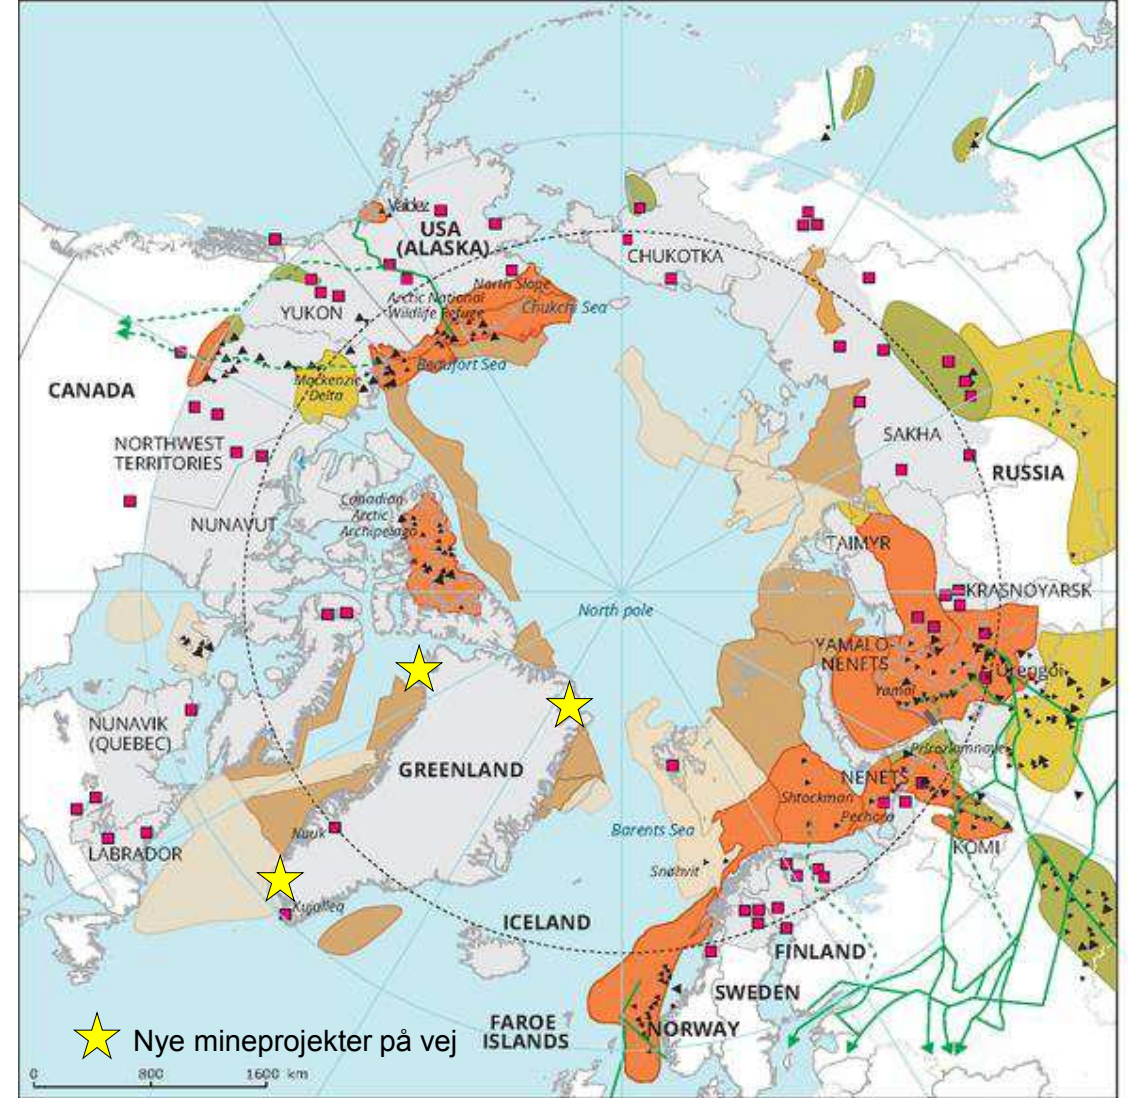 Valdez
USA
(ALASKA)
CHUKOTKA
North Slope
Arctic National
Wildlife Refuge
Chukchi Sea
YUKON
Beaufort Sea
Mackenzie
Delta
CANADA
NORTHWEST
TERRITORIES
SAKHA
RUSSIA
Canadian
Arctic
Archipelago
NUNAVUT
TAIMYR
KRASNOYARSK
North pole
YAMALO-
NENETS
Urengoi
Yamal
NUNAVIK
(QUEBEC)
Prirazlomnaye
GREENLAND
NENETS
Shtockman
Pechora
Barents Sea
Nuuk
LABRADOR
KOMI
Snøhvit
Kujalleq
ICELAND
FINLAND
SWEDEN
FAROE
ISLANDS
NORWAY
Nye mineprojekter på vej
0 800 1600 km